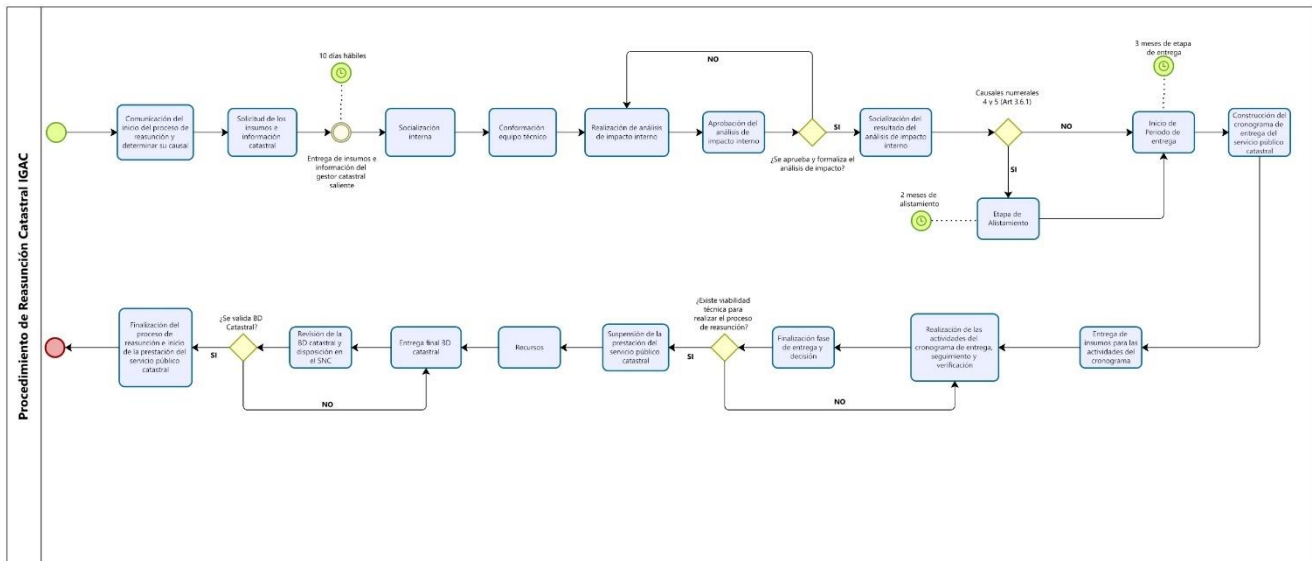 Procedimiento de Reasunción Catastral IGAC
Comunicación del
inicio del proceso de
reasunción y
determinar su causal
Solicitud de los
insumos e
información
catastral
10 días hábiles
Entrega de insumos e
información del
gestor catastral
saliente
Socialización
interna
Conformación
equipo técnico
Realización de análisis
de impacto interno
NO
Aprobación del
análisis de
impacto interno
SI
¿Se aprueba y formaliza el
análisis de impacto?
Socialización del
resultado del
análisis de impacto
interno
Causales numerales
4 y 5 (Art 3.6.1)
NO
SI
2 meses de
alistamiento
Etapa de
Alistamiento
3 meses de etapa
de entrega
Inicio de
Periodo de
entrega
Construcción del
cronograma de
entrega del
servicio público
catastral
Entrega de
insumos para las
actividades del
cronograma
Realización de las
actividades del
cronograma de entrega,
seguimiento y
verificación
Finalización fase
de entrega y
decisión
¿Existe viabilidad
técnica para
realizar el proceso
de reasunción?
SI
NO
Suspensión de la
prestación del
servicio público
catastral
Recursos
Entrega final BD
catastral
Revisión de la
BD catastral y
disposición en
el SNC
¿Se valida BD
Catastral?
SI
NO
Finalización del
proceso de
reasunción e inicio
de la prestación del
servicio público
catastral